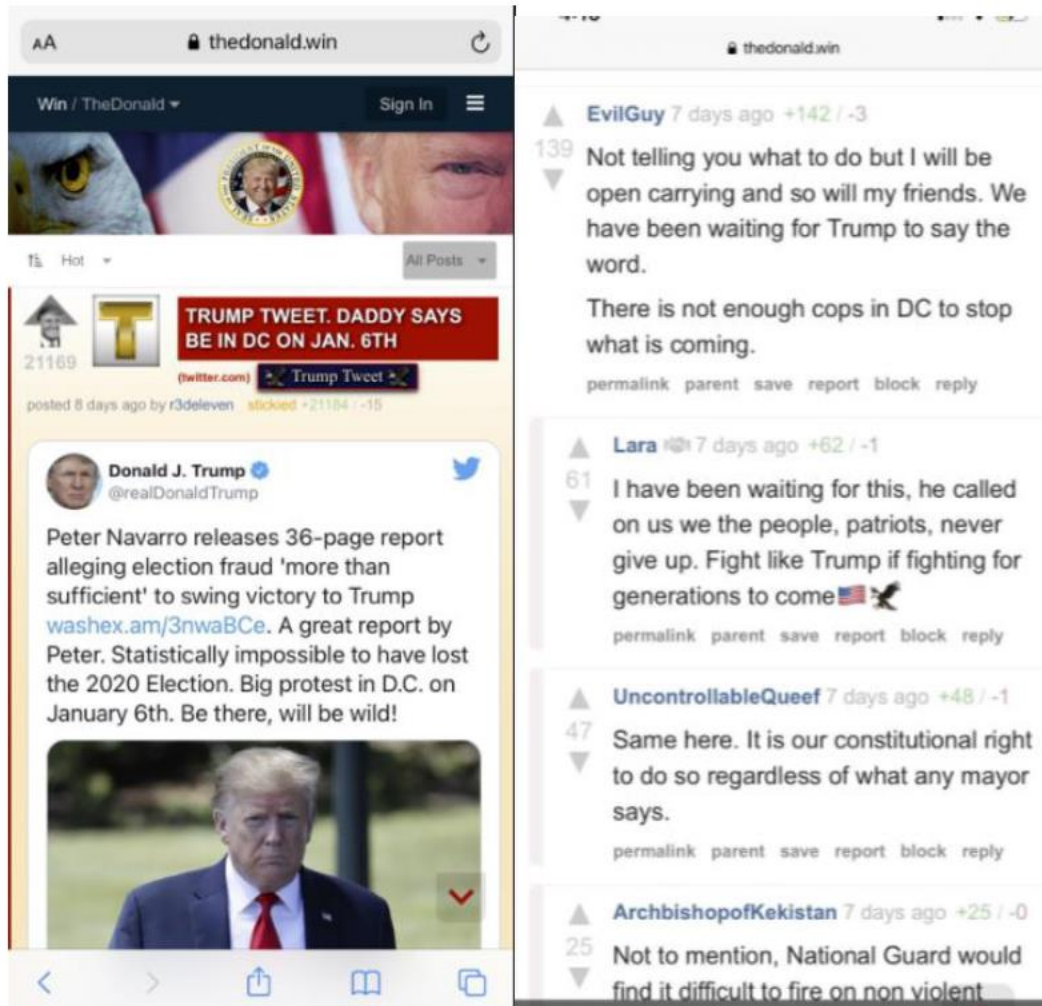 AA thedonald.win
Win / TheDonald
Sign In
Hot
All Posts
TRUMP TWEET. DADDY SAYS
BE IN DC ON JAN. 6TH
21169
(twitter.com) Trump Tweet
posted 8 days ago by r3deleven stickied +21184 / -15
Donald J. Trump
@realDonaldTrump
Peter Navarro releases 36-page report
alleging election fraud 'more than
sufficient' to swing victory to Trump
washex.am/3nwaBCe. A great report by
Peter. Statistically impossible to have lost
the 2020 Election. Big protest in D.C. on
January 6th. Be there, will be wild!
thedonald.win
EvilGuy 7 days ago +142 / -3
139
Not telling you what to do but I will be
open carrying and so will my friends. We
have been waiting for Trump to say the
word.
There is not enough cops in DC to stop
what is coming.
permalink parent save report block reply
Lara 7 days ago +62 / -1
61
I have been waiting for this, he called
on us we the people, patriots, never
give up. Fight like Trump if fighting for
generations to come
permalink parent save report block reply
UncontrollableQueef 7 days ago +48 / -1
47
Same here. It is our constitutional right
to do so regardless of what any mayor
says.
permalink parent save report block reply
ArchbishopofKekistan 7 days ago +25 / -0
25
Not to mention, National Guard would
find it difficult to fire on non violent